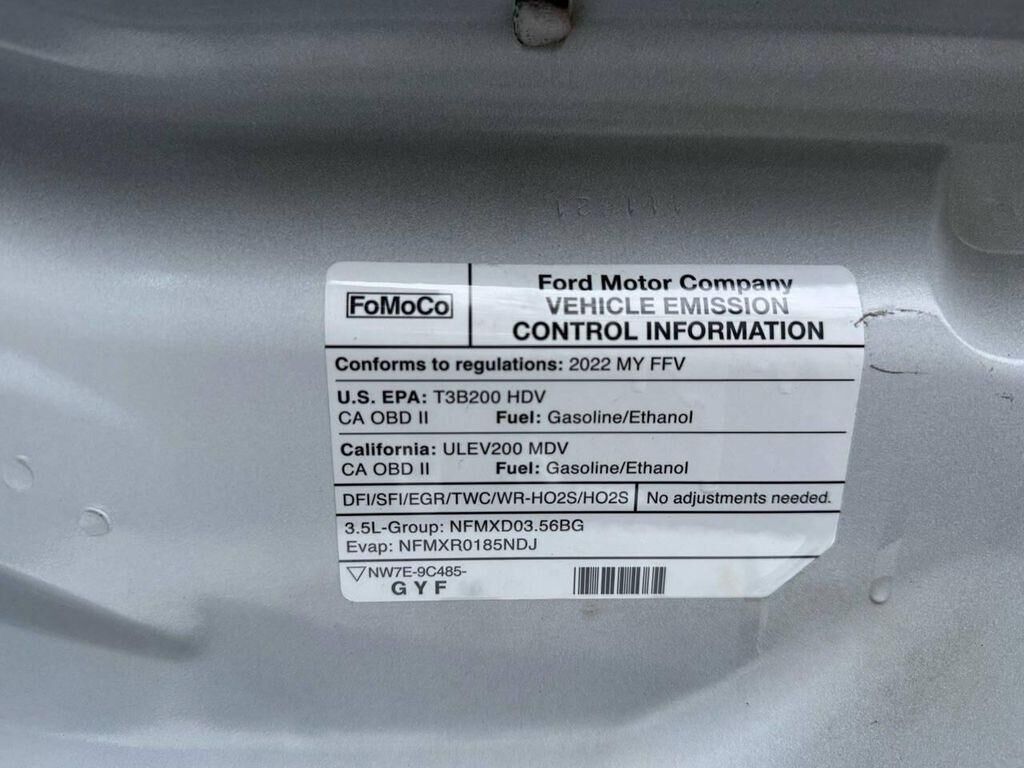 FoMoCo
Ford Motor Company
VEHICLE EMISSION
CONTROL INFORMATION
Conforms to regulations: 2022 MY FFV
U.S. EPA: T3B200 HDV
CA OBD II Fuel: Gasoline/Ethanol
California: ULEV200 MDV
CA OBD II Fuel: Gasoline/Ethanol
DFI/SFI/EGR/TWC/WR-HO2S/HO2S No adjustments needed.
3.5L-Group: NFMXD03.56BG
Evap: NFMXR0185NDJ
NW7E-9C485-
G Y F